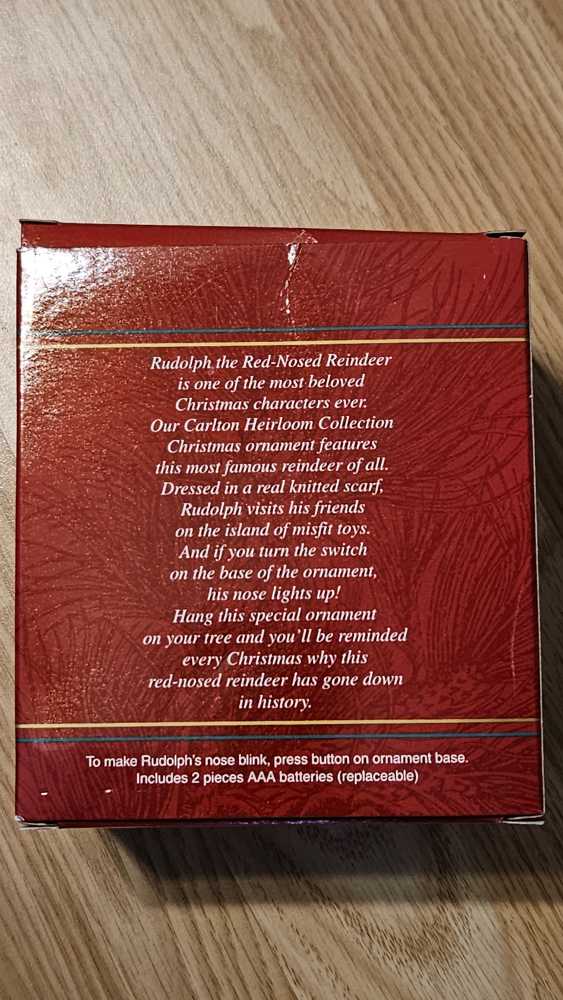 Rudolph the Red-Nosed Reindeer
is one of the most beloved
Christmas characters ever.
Our Carlton Heirloom Collection
Christmas ornament features
this most famous reindeer of all.
Dressed in a real knitted scarf,
Rudolph visits his friends
on the island of misfit toys.
And if you turn the switch
on the base of the ornament,
his nose lights up!
Hang this special ornament
on your tree and you'll be reminded
every Christmas why this
red-nosed reindeer has gone down
in history.
To make Rudolph's nose blink, press button on ornament base.
Includes 2 pieces AAA batteries (replaceable)